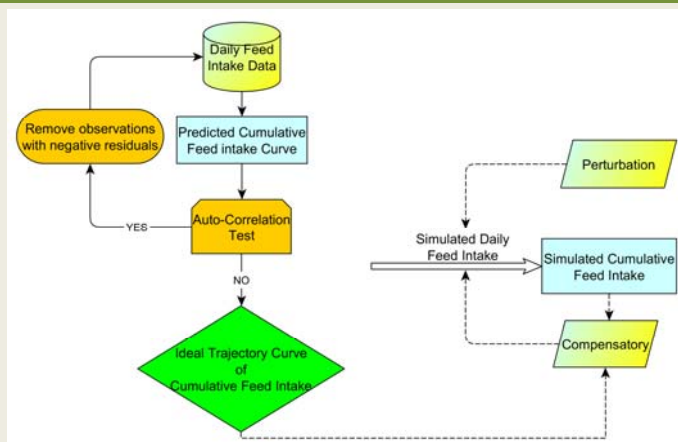 Daily Feed
Intake Data
Remove observations
with negative residuals
Predicted Cumulative
Feed intake Curve
Auto-Correlation
Test
YES
NO
Ideal Trajectory Curve
of
Cumulative Feed Intake
Perturbation
Simulated Daily
Feed Intake
Simulated Cumulative
Feed Intake
Compensatory